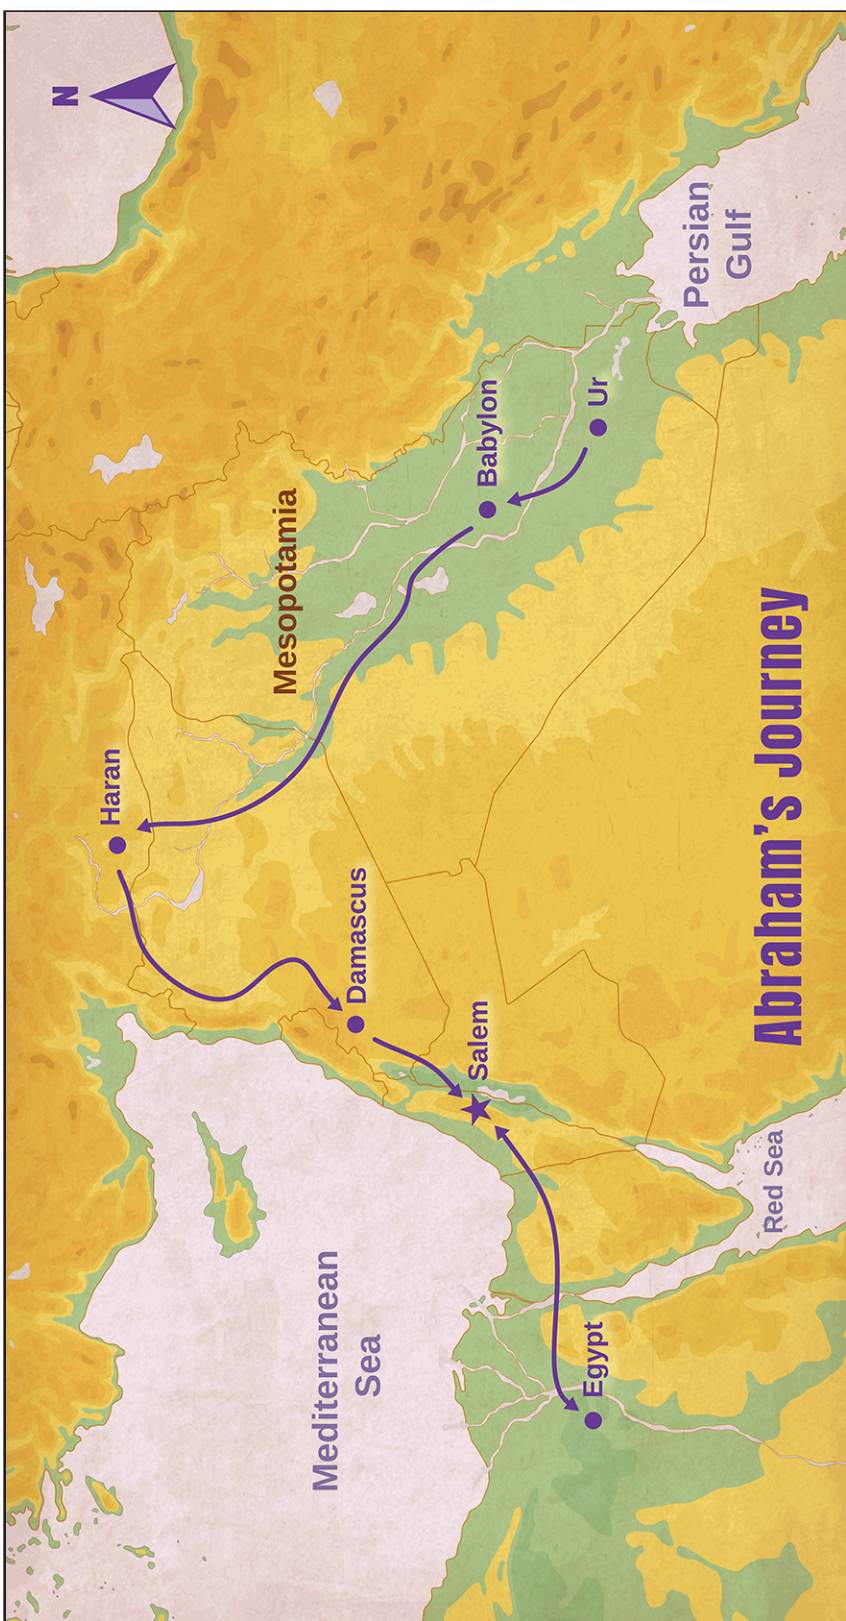 N
Persian
Gulf
Ur
Babylon
Mesopotamia
Haran
Damascus
Salem
Abraham’s Journey
Red Sea
Mediterranean
Sea
Egypt